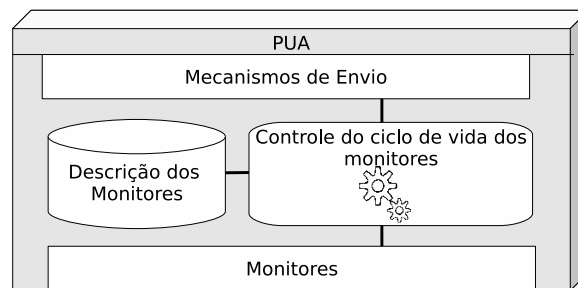 PUA
Mecanismos de Envio
Controle do ciclo de vida dos
monitores
Descrição dos
Monitores
Monitores